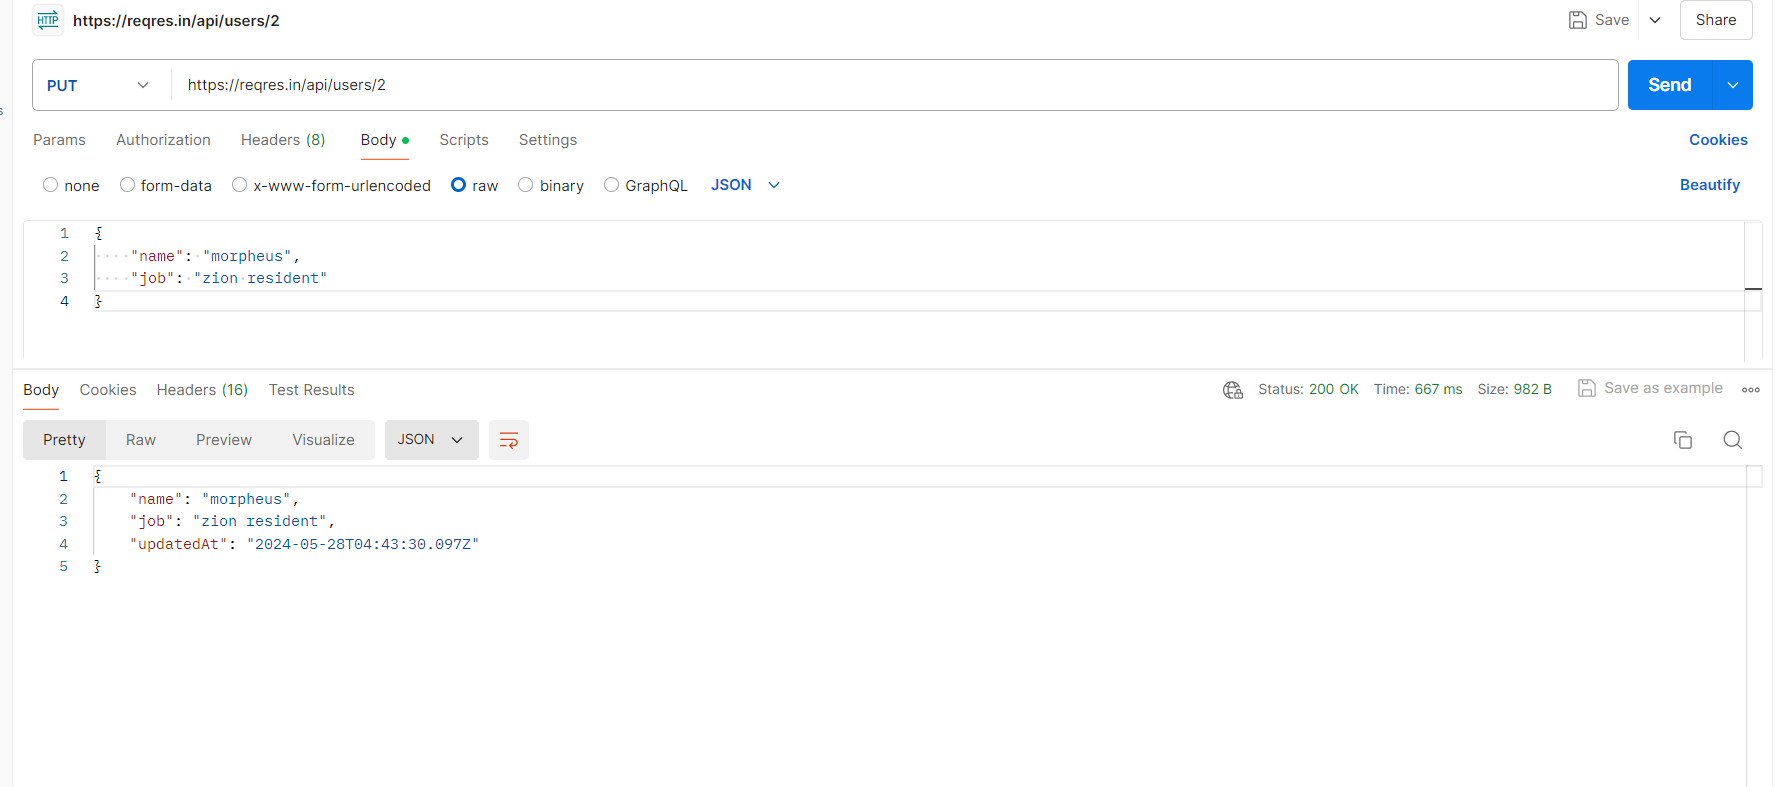 HTTP https://reqres.in/api/users/2 Save Share
PUT https://reqres.in/api/users/2 Send
s
Params Authorization Headers (8) Body Scripts Settings Cookies
none form-data x-www-form-urlencoded raw binary GraphQL JSON Beautify
1 {
2 "name": "morpheus",
3 "job": "zion resident"
4 }
Body Cookies Headers (16) Test Results Status: 200 OK Time: 667 ms Size: 982 B Save as example
Pretty Raw Preview Visualize JSON
1 {
2 "name": "morpheus",
3 "job": "zion resident",
4 "updatedAt": "2024-05-28T04:43:30.097Z"
5 }